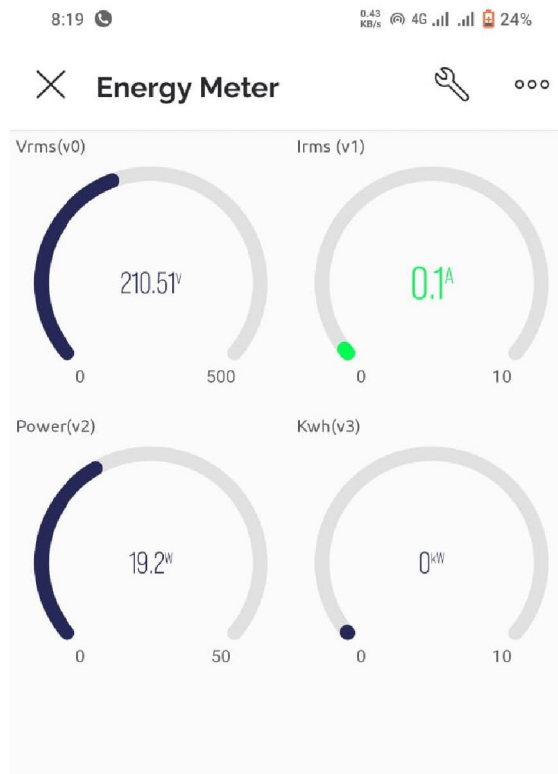 8:19 0.43 KB/s 4G 24%
Energy Meter
Vrms(v0) Irms (v1)
210.51V 0.1A
0 500 0 10
Power(v2) Kwh(v3)
19.2W 0kW
0 50 0 10